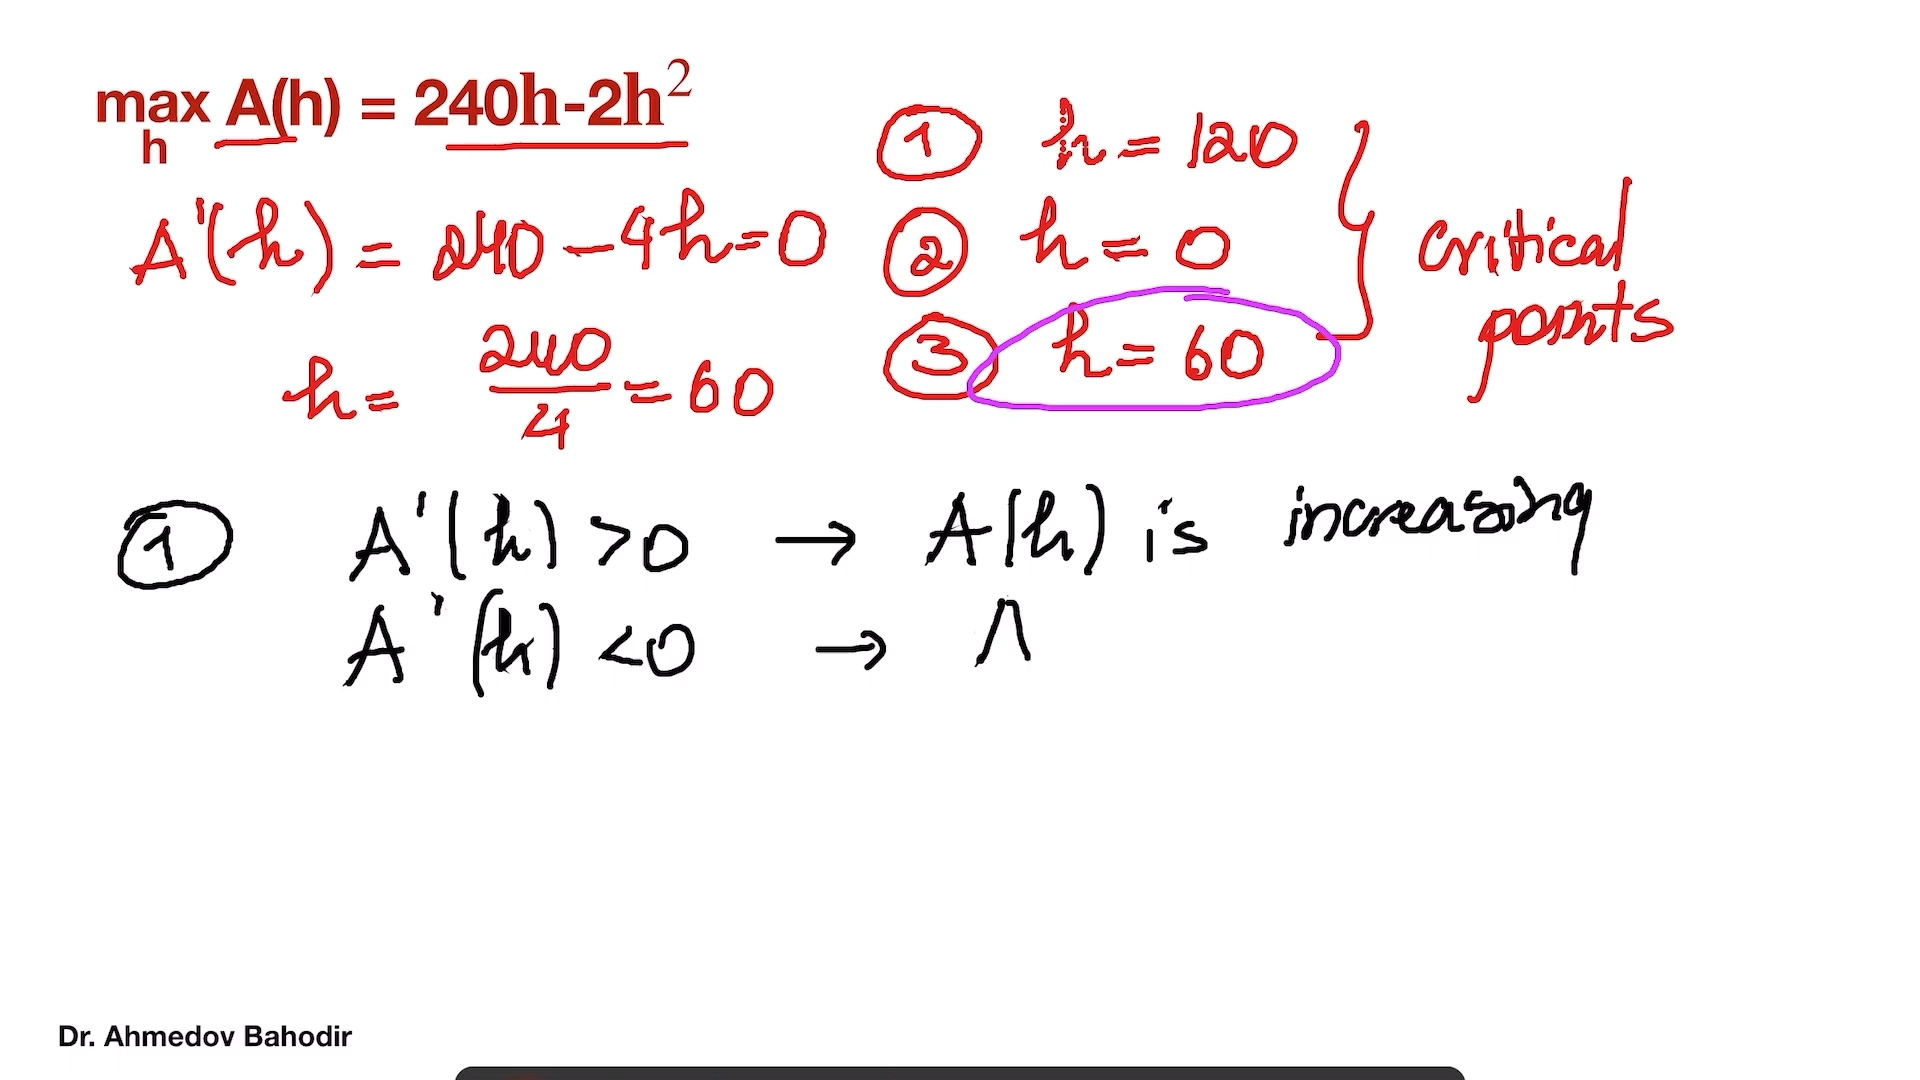 max A(h) = 240h-2h²
h
A'(h) = 240 - 4h = 0
h = 240/4 = 60
① h = 120
② h = 0
③ h = 60
critical
points
① A'(h) >0 → A(h) is increasing
A'(h) <0 →
Dr. Ahmedov Bahodir